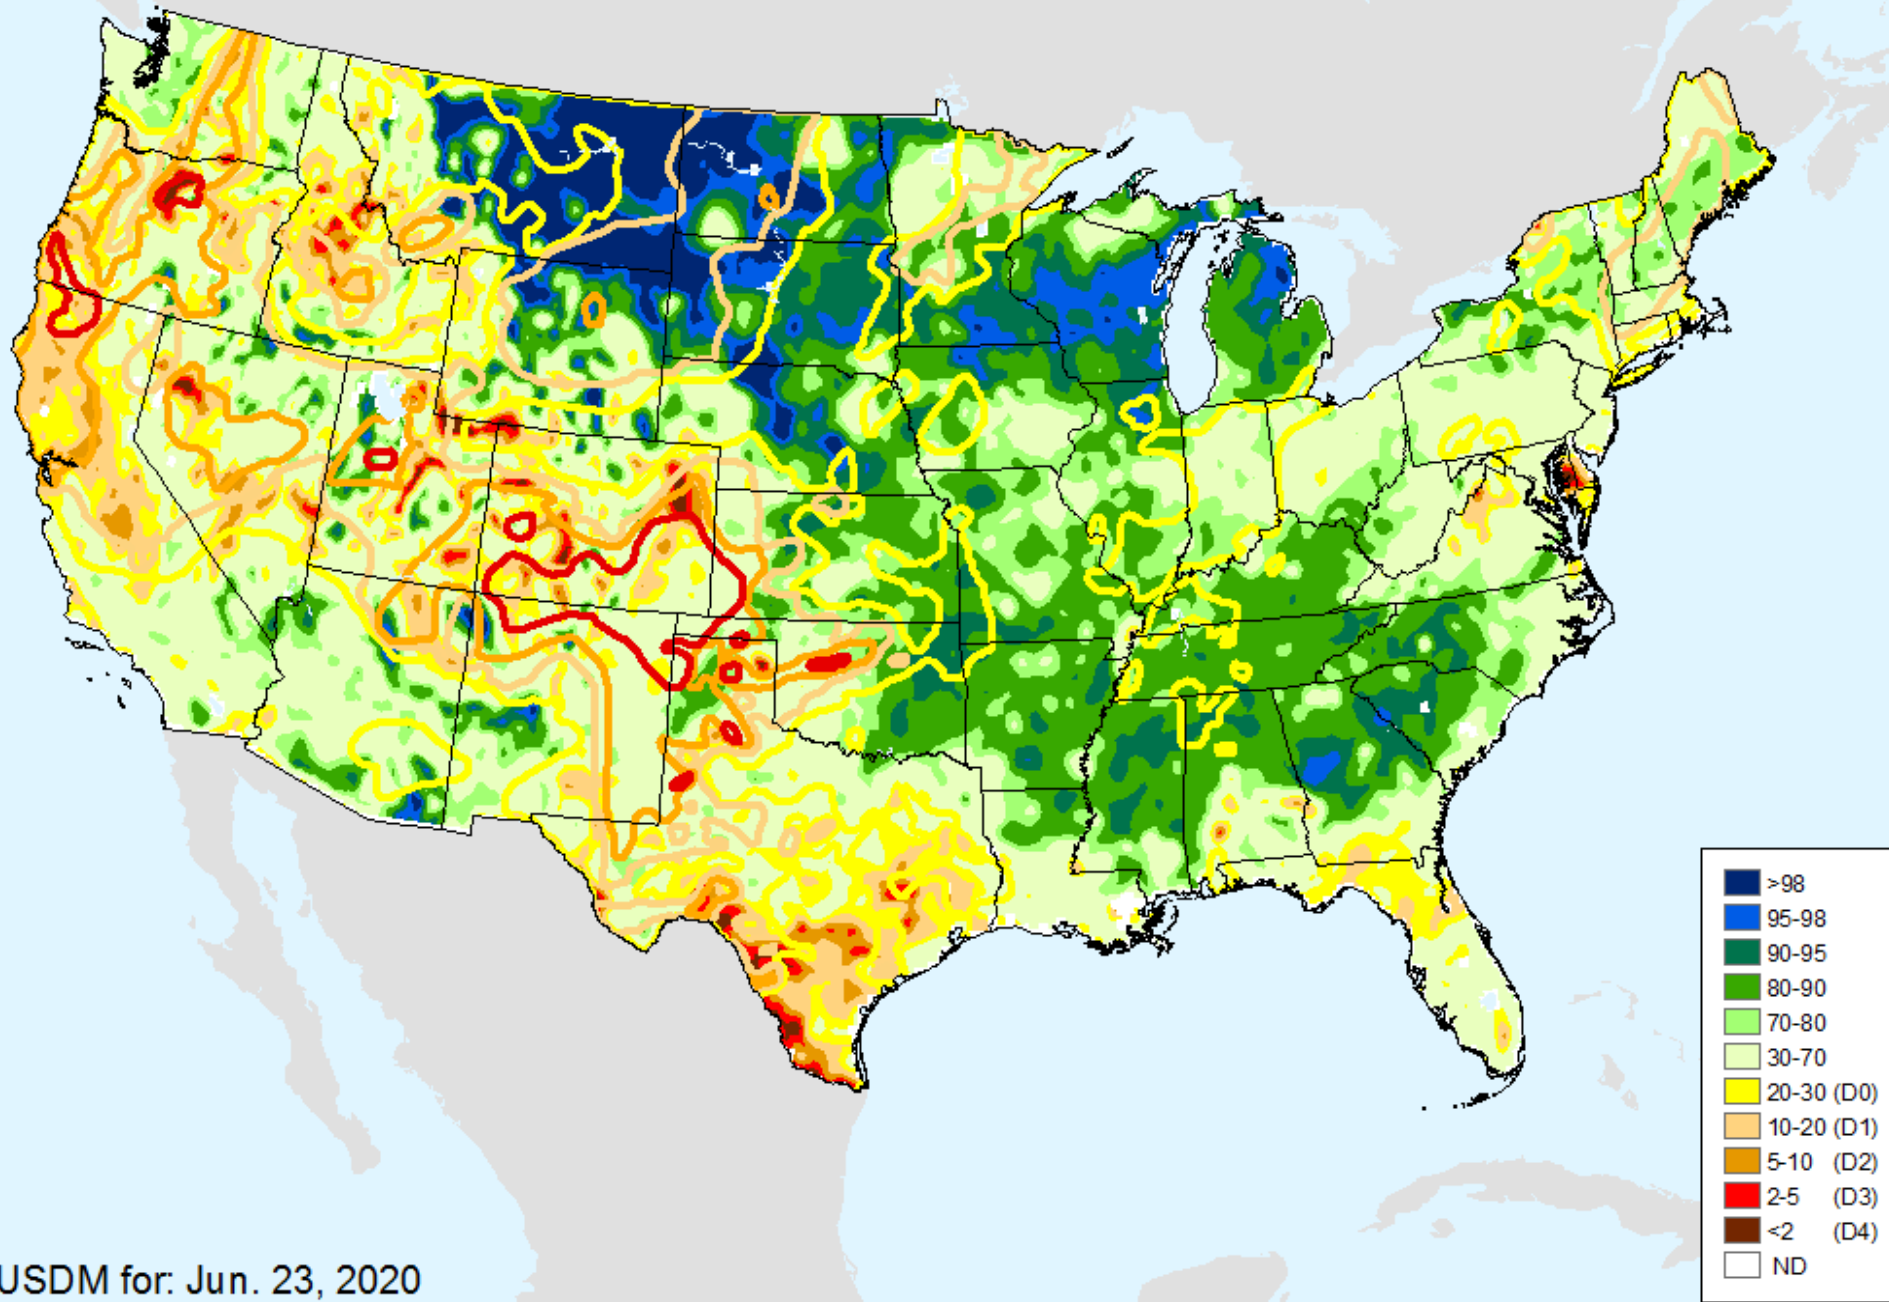 >98
95-98
90-95
80-90
70-80
30-70
20-30 (D0)
10-20 (D1)
5-10 (D2)
2-5 (D3)
<2 (D4)
ND
USDM for: Jun. 23, 2020